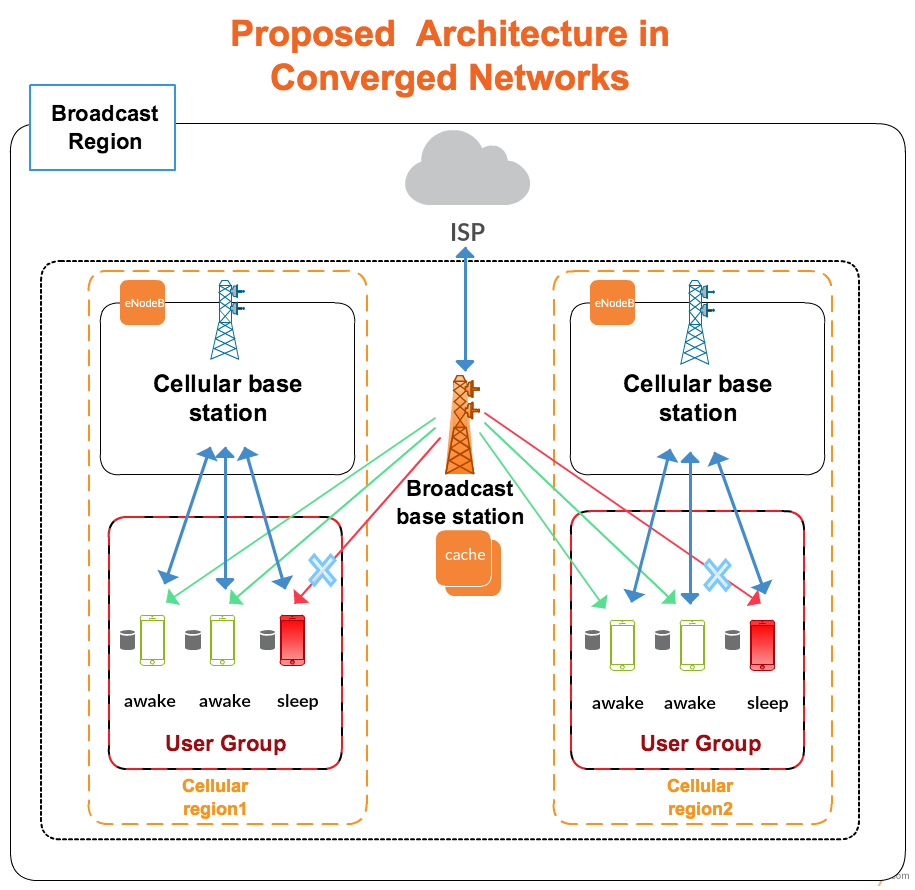 Proposed Architecture in
Converged Networks
Broadcast
Region
ISP
eNodeB
eNodeB
Cellular base
station
Cellular base
station
Broadcast
base station
cache
awake awake sleep
awake awake sleep
User Group
User Group
Cellular
region1
Cellular
region2
com